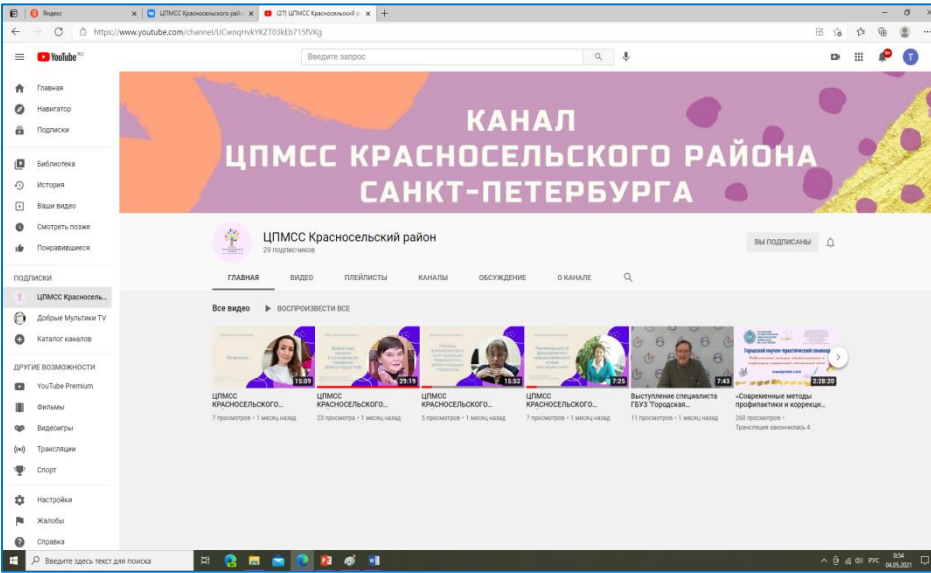 Яндекс
ЦПМСС Красносельского райо
(27) ЦПМСС Красносельский р
https://www.youtube.com/channel/UCwnqHvkYKZT03kEb715fVKg
YouTube RU
Введите запрос
9+
T
Главная
Навигатор
Подписки
Библиотека
История
Ваши видео
Смотреть позже
Понравившиеся
ПОДПИСКИ
ЦПМСС Красносель...
Добрые Мультики TV
Каталог каналов
ДРУГИЕ ВОЗМОЖНОСТИ
YouTube Premium
Фильмы
Видеоигры
Трансляции
Спорт
Настройки
Жалобы
Справка
КАНАЛ
ЦПМСС КРАСНОСЕЛЬСКОГО РАЙОНА
САНКТ-ПЕТЕРБУРГА
ЦПМСС Красносельский район
29 подписчиков
ВЫ ПОДПИСАНЫ
ГЛАВНАЯ
ВИДЕО
ПЛЕЙЛИСТЫ
КАНАЛЫ
ОБСУЖДЕНИЕ
О КАНАЛЕ
Все видео
ВОСПРОИЗВЕСТИ ВСЕ
15:09
ЦПМСС
КРАСНОСЕЛЬСКОГО...
7 просмотров • 1 месяц назад
29:19
ЦПМСС
КРАСНОСЕЛЬСКОГО...
23 просмотра • 1 месяц назад
15:52
ЦПМСС
КРАСНОСЕЛЬСКОГО...
5 просмотров • 1 месяц назад
7:25
ЦПМСС
КРАСНОСЕЛЬСКОГО...
7 просмотров • 1 месяц назад
7:43
Выступление специалиста
ГБУЗ "Городская...
11 просмотров • 1 месяц назад
Городской научно-практический семинар
2:28:20
«Современные методы
профилактики и коррекци...
260 просмотров •
Трансляция закончилась 4
Введите здесь текст для поиска
РУС
0:54
04.05.2021